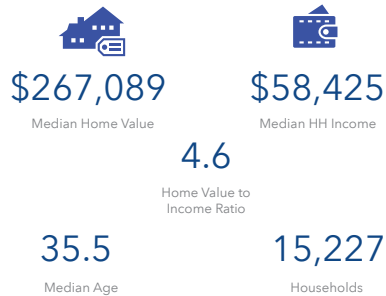 $267,089
Median Home Value
$58,425
Median HH Income
4.6
Home Value to
Income Ratio
35.5
Median Age
15,227
Households